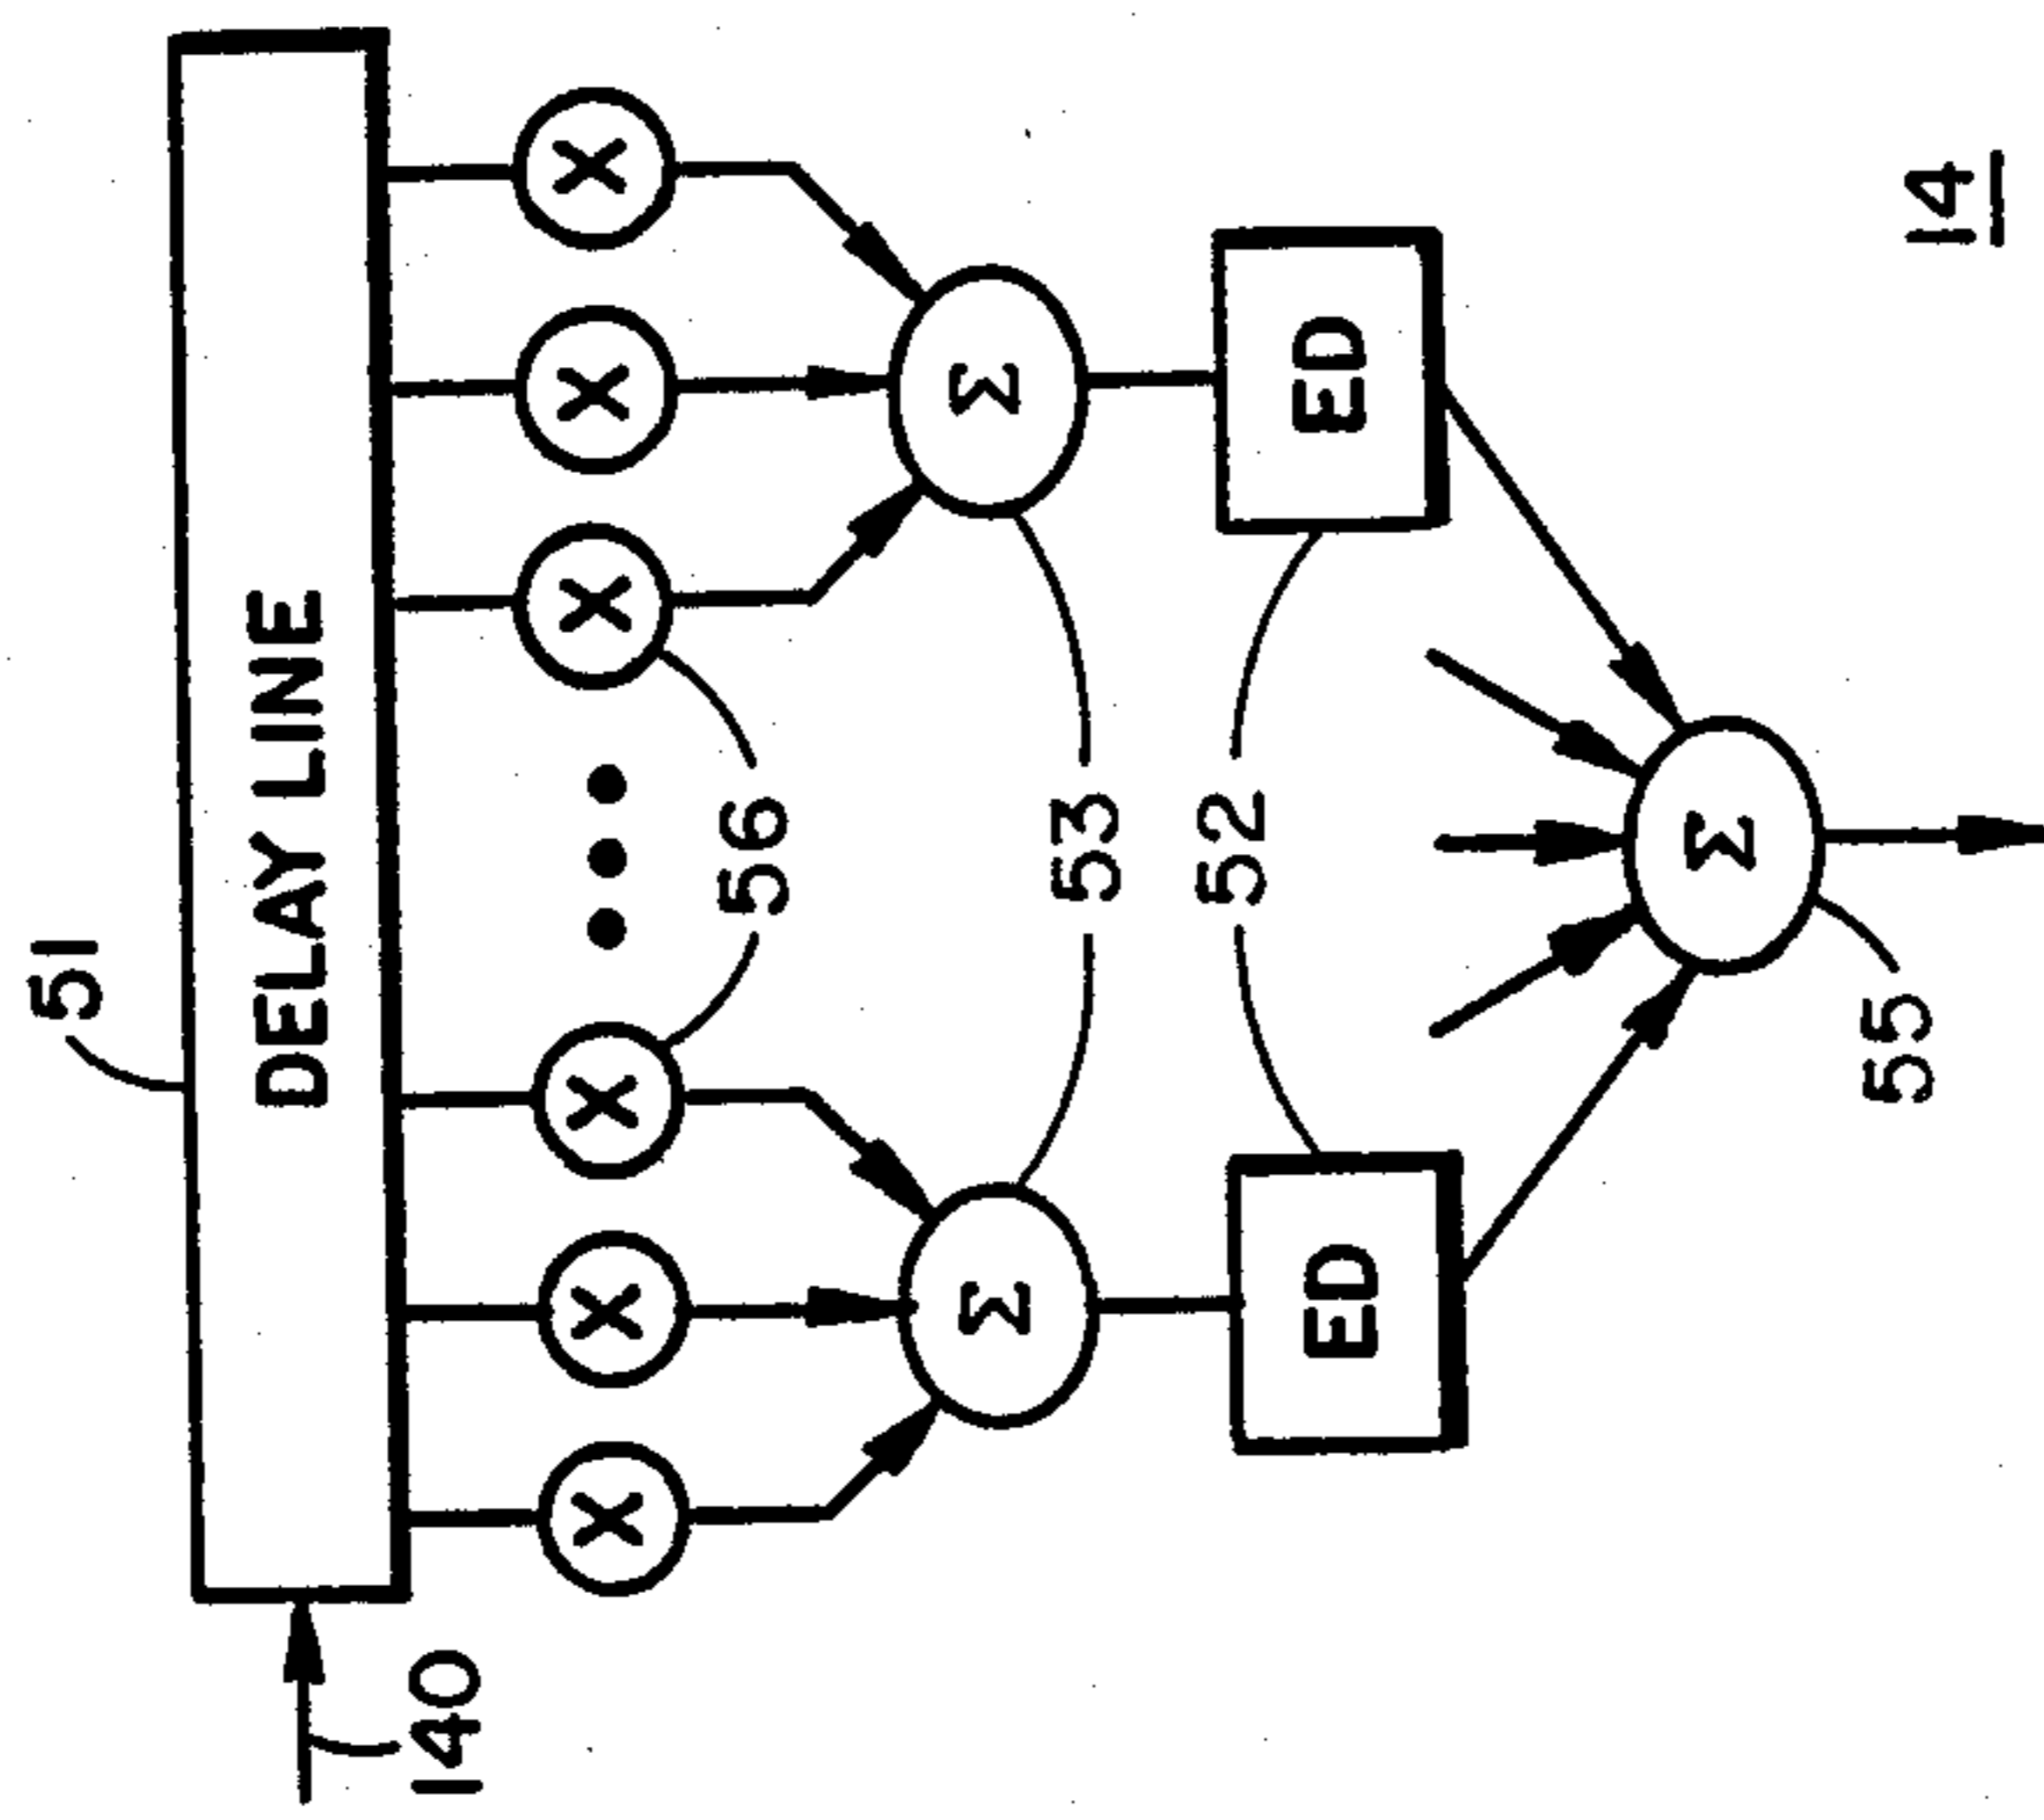 51
DELAY LINE
140
X X X X X X
56
Σ Σ
53
52
ED ED
Σ
55
14